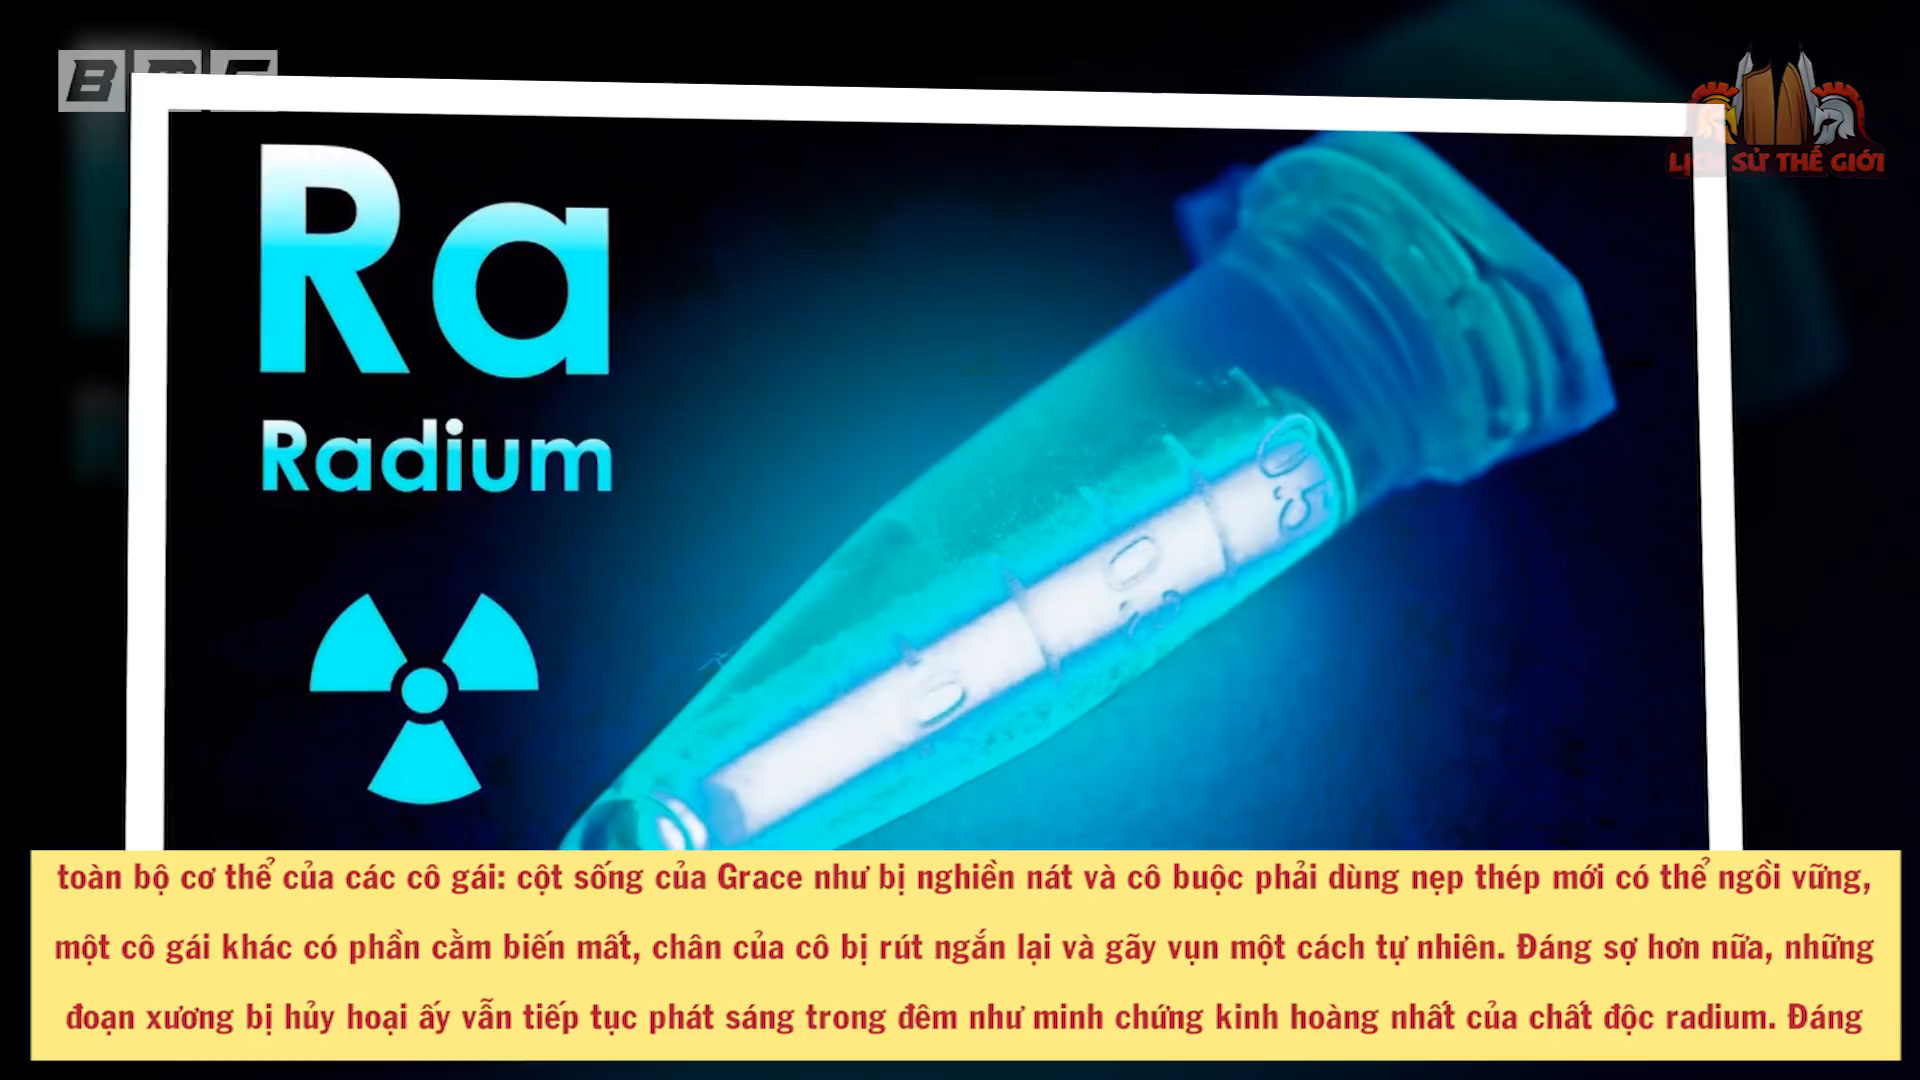 LỊCH SỬ THẾ GIỚI
Ra
Radium
toàn bộ cơ thể của các cô gái: cột sống của Grace như bị nghiền nát và cô buộc phải dùng nẹp thép mới có thể ngồi vững,
một cô gái khác có phần cằm biến mất, chân của cô bị rút ngắn lại và gãy vụn một cách tự nhiên. Đáng sợ hơn nữa, những
đoạn xương bị hủy hoại ấy vẫn tiếp tục phát sáng trong đêm như minh chứng kinh hoàng nhất của chất độc radium. Đáng